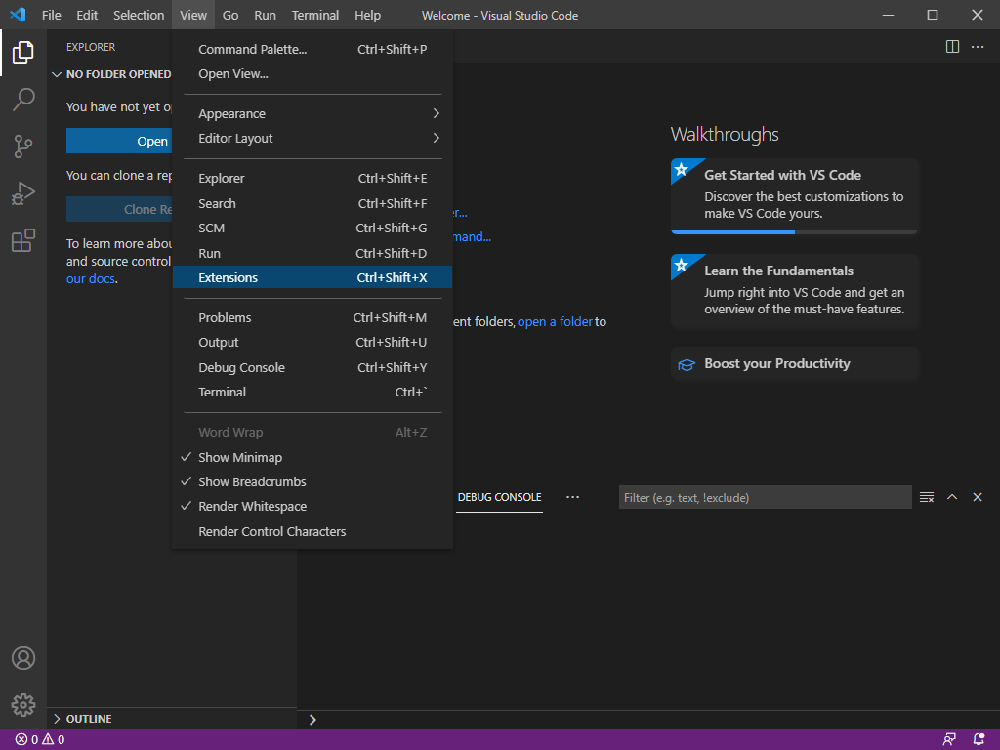 File Edit Selection View Go Run Terminal Help Welcome - Visual Studio Code
EXPLORER
NO FOLDER OPENED
You have not yet
Open
You can clone a
Clone
To learn more
and source control
our docs.
Command Palette... Ctrl+Shift+P
Open View...
Appearance
Editor Layout
Explorer Ctrl+Shift+E
Search Ctrl+Shift+F
SCM Ctrl+Shift+G
Run Ctrl+Shift+D
Extensions Ctrl+Shift+X
Problems Ctrl+Shift+M
Output Ctrl+Shift+U
Debug Console Ctrl+Shift+Y
Terminal Ctrl+`
Word Wrap Alt+Z
Show Minimap
Show Breadcrumbs
Render Whitespace
Render Control Characters
er...
mand...
ent folders, open a folder to
Walkthroughs
Get Started with VS Code
Discover the best customizations to
make VS Code yours.
Learn the Fundamentals
Jump right into VS Code and get an
overview of the must-have features.
Boost your Productivity
DEBUG CONSOLE ... Filter (e.g. text, !exclude)
OUTLINE
0 0